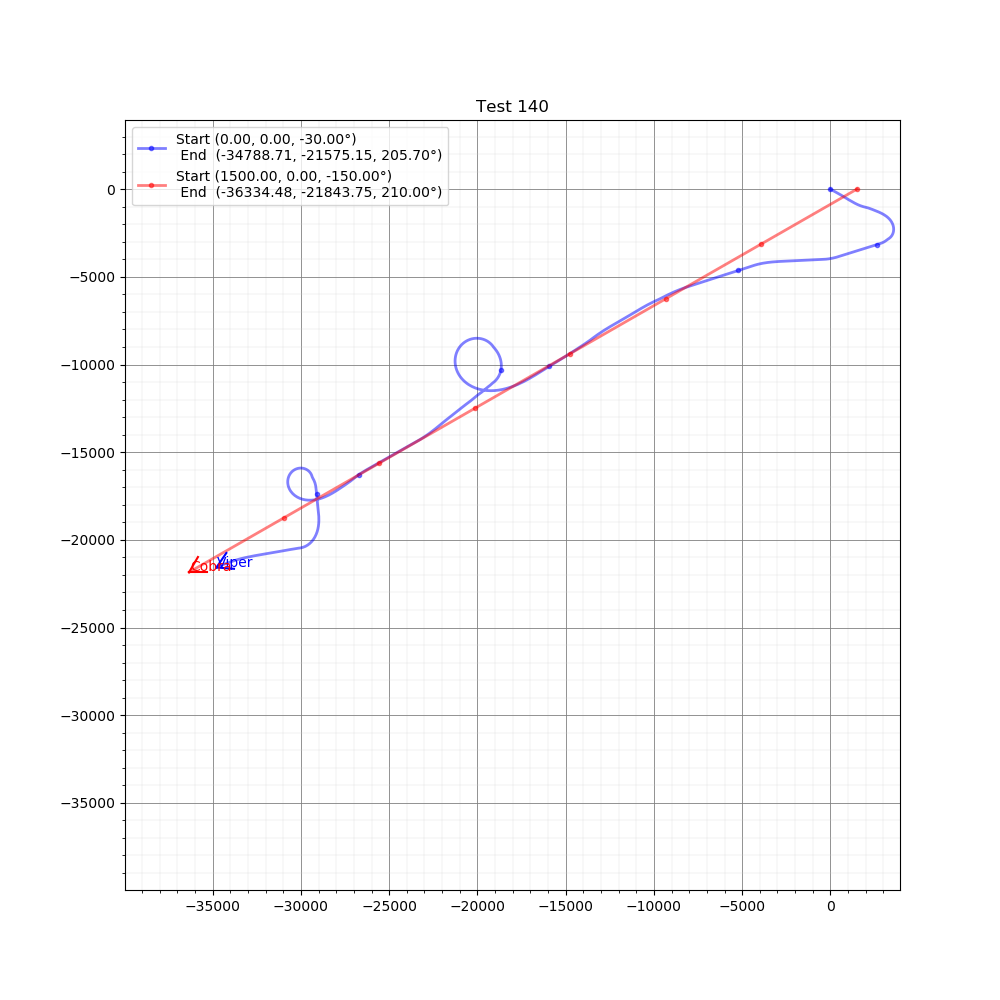 Test 140
Start (0.00, 0.00, -30.00°)
End (-34788.71, -21575.15, 205.70°)
Start (1500.00, 0.00, -150.00°)
End (-36334.48, -21843.75, 210.00°)
0
−5000
−10000
−15000
−20000
−25000
−30000
−35000
Cobra
Viper
−35000 −30000 −25000 −20000 −15000 −10000 −5000 0